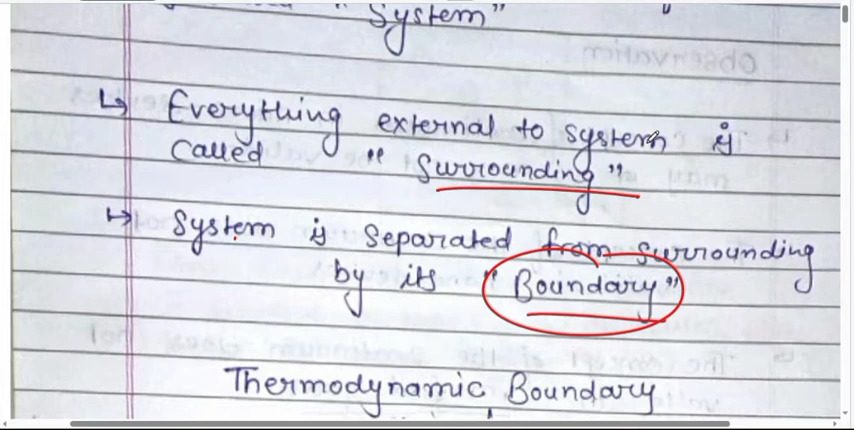 System"
↳ Everything external to system is
called "Surrounding"
↳ System is separated from surrounding
by its "Boundary"
Thermodynamic Boundary